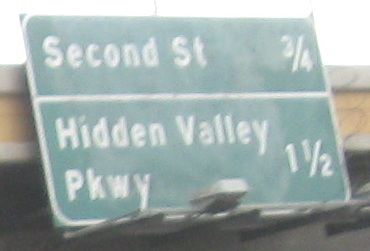 Second St ¾
Hidden Valley
Pkwy 1½